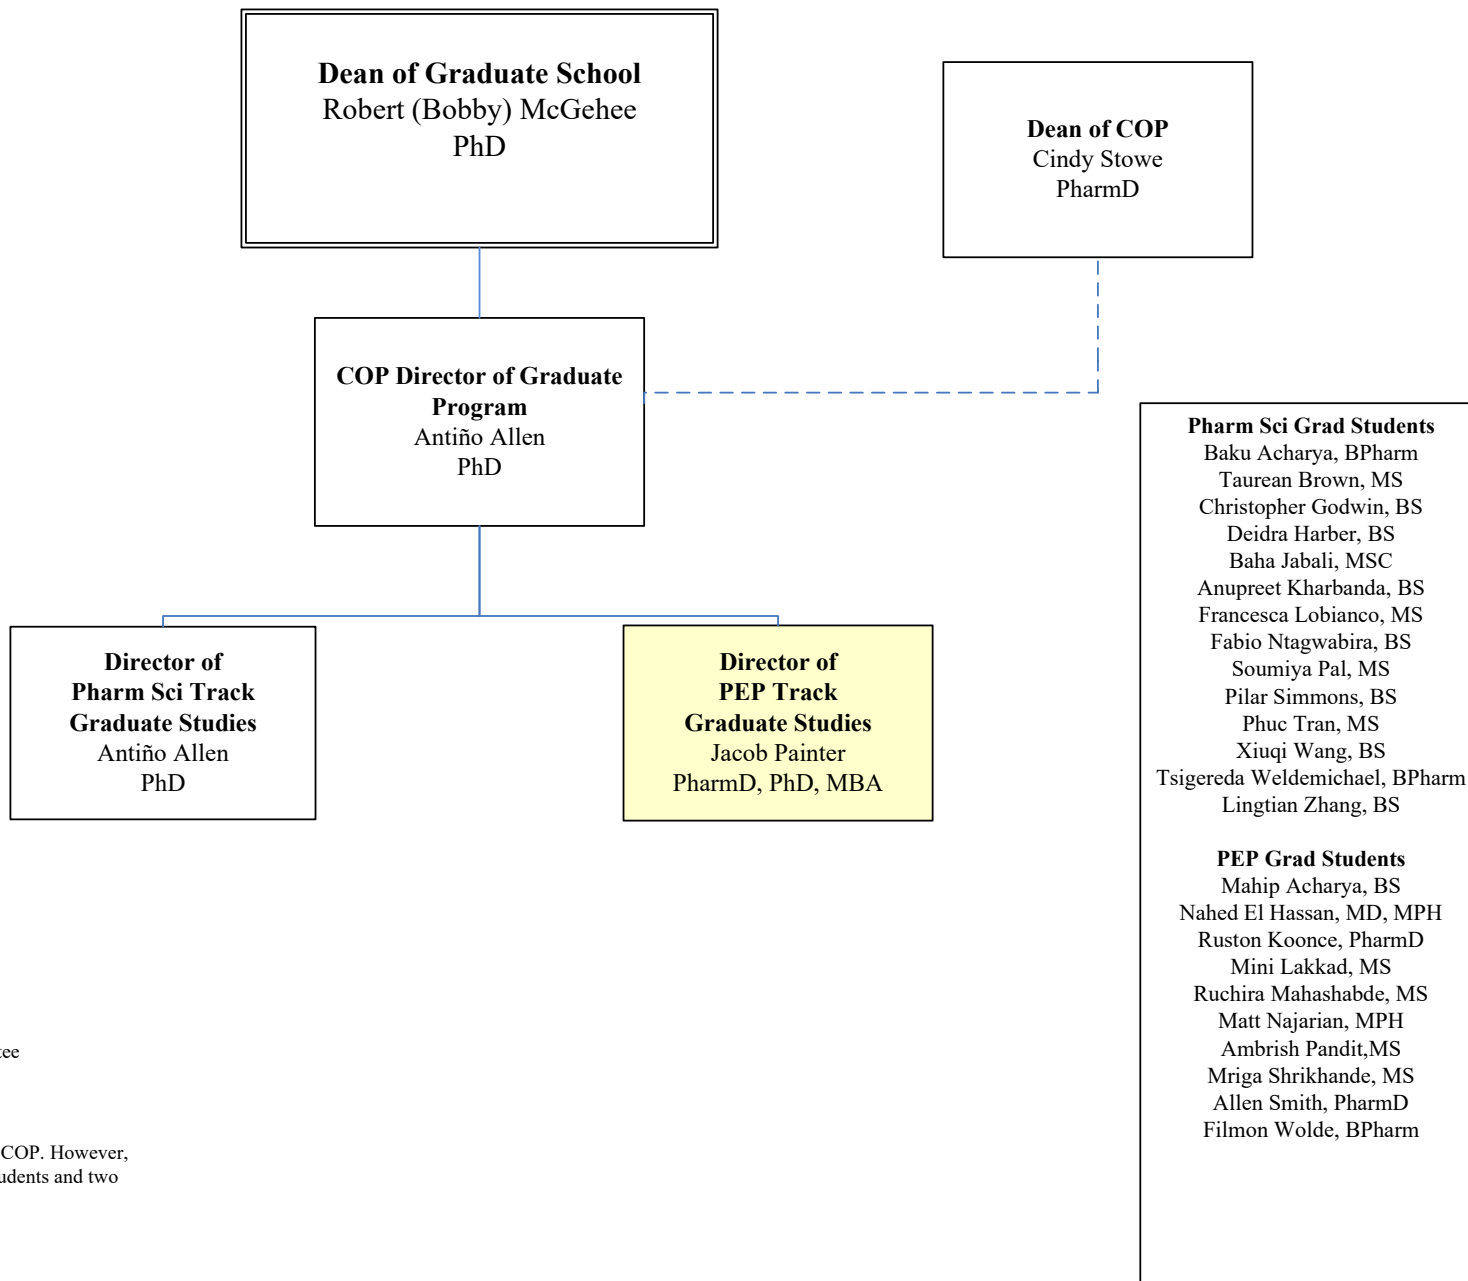 Dean of Graduate School
Robert (Bobby) McGehee
PhD
Dean of COP
Cindy Stowe
PharmD
COP Director of Graduate
Program
Antiño Allen
PhD
Director of
Pharm Sci Track
Graduate Studies
Antiño Allen
PhD
Director of
PEP Track
Graduate Studies
Jacob Painter
PharmD, PhD, MBA
Pharm Sci Grad Students
Baku Acharya, BPharm
Taurean Brown, MS
Christopher Godwin, BS
Deidra Harber, BS
Baha Jabali, MSC
Anupreet Kharbanda, BS
Francesca Lobianco, MS
Fabio Ntagwabira, BS
Soumiya Pal, MS
Pilar Simmons, BS
Phuc Tran, MS
Xiuqi Wang, BS
Tsigereda Weldemichael, BPharm
Lingtian Zhang, BS
PEP Grad Students
Mahip Acharya, BS
Nahed El Hassan, MD, MPH
Ruston Koonce, PharmD
Mini Lakkad, MS
Ruchira Mahashabde, MS
Matt Najarian, MPH
Ambrish Pandit,MS
Mriga Shrikhande, MS
Allen Smith, PharmD
Filmon Wolde, BPharm
COP. However,
and two